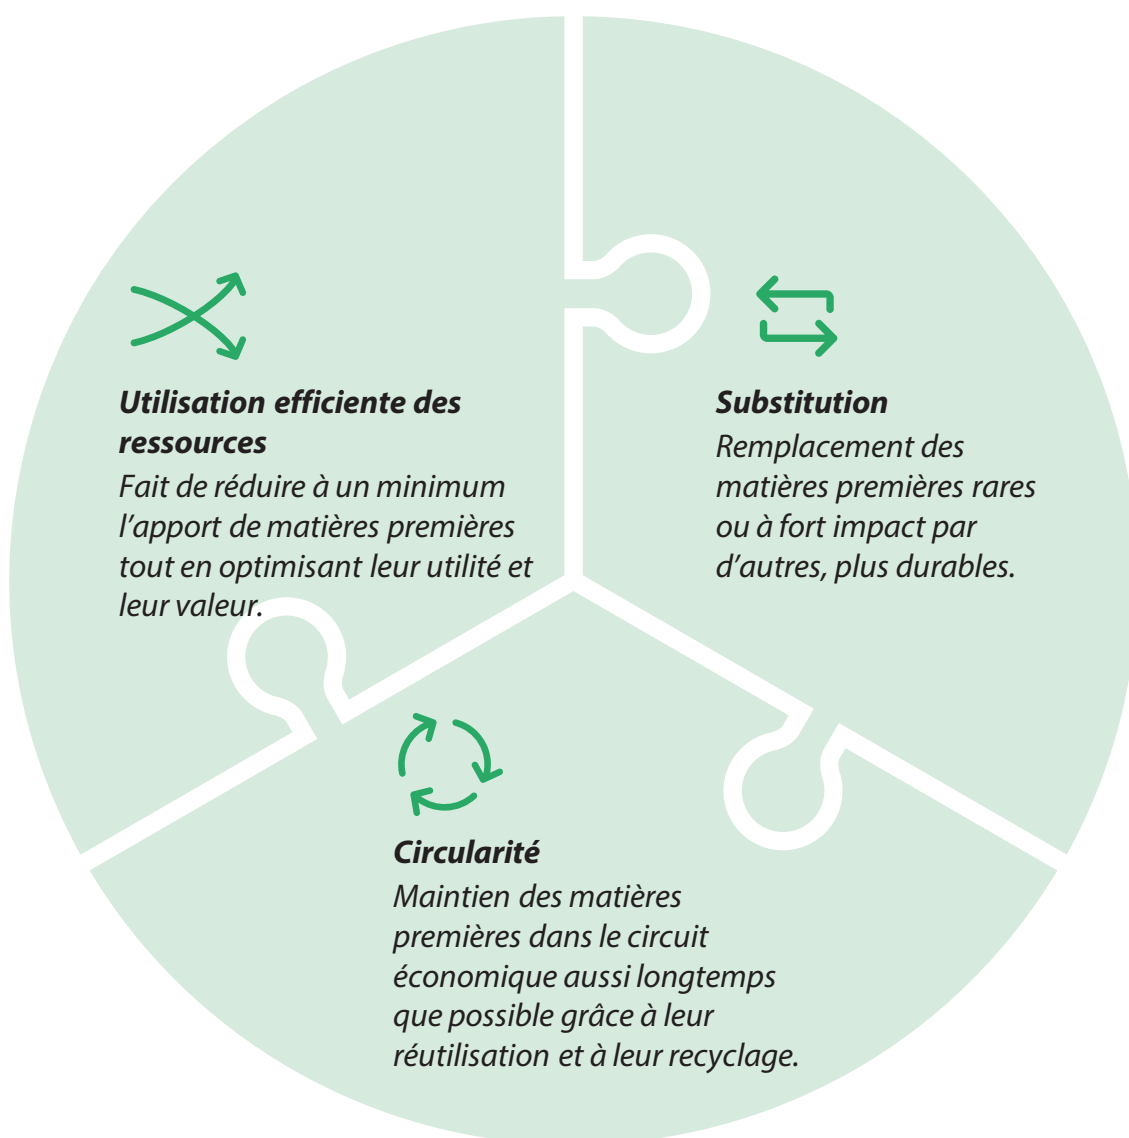 Utilisation efficiente des
ressources
Fait de réduire à un minimum
l’apport de matières premières
tout en optimisant leur utilité et
leur valeur.
Substitution
Remplacement des
matières premières rares
ou à fort impact par
d’autres, plus durables.
Circularité
Maintien des matières
premières dans le circuit
économique aussi longtemps
que possible grâce à leur
réutilisation et à leur recyclage.